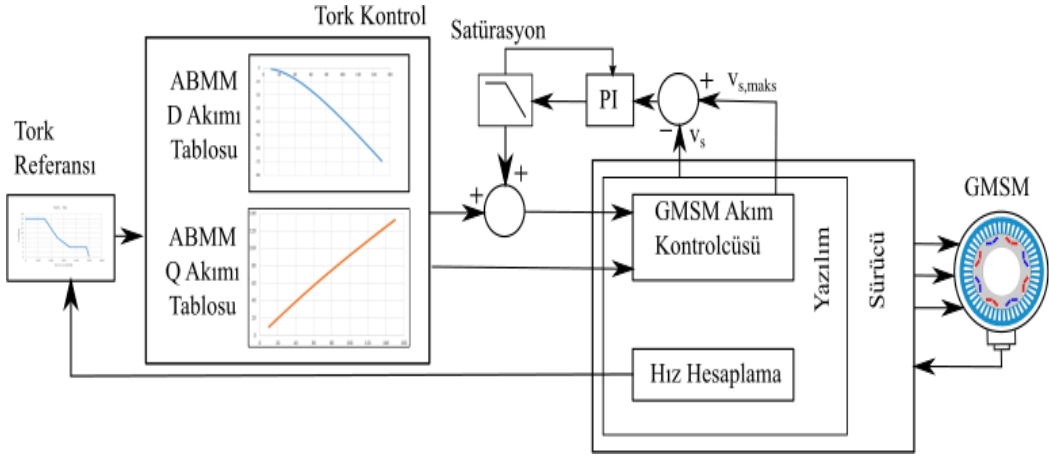 Tork Kontrol
Satürasyon
ABMM
D Akımı
Tablosu
PI
+
v_s,maks
−
v_s
Tork
Referansı
GMSM
+
+
ABMM
Q Akımı
Tablosu
GMSM Akım
Kontrolcüsü
Yazılım
Sürücü
Hız Hesaplama